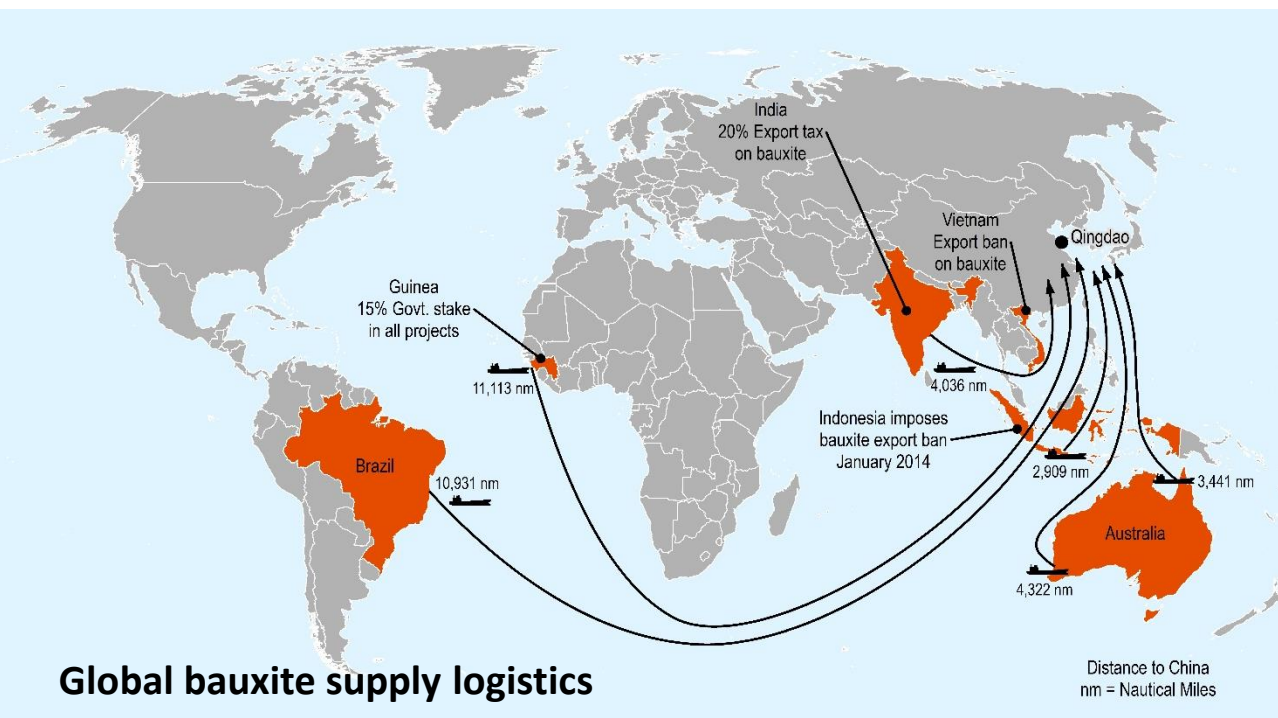 India
20% Export tax
on bauxite
Vietnam
Export ban
on bauxite
Qingdao
Guinea
15% Govt. stake
in all projects
11,113 nm
4,036 nm
Indonesia imposes
bauxite export ban
January 2014
Brazil
10,931 nm
2,909 nm
3,441 nm
Australia
4,322 nm
Global bauxite supply logistics
Distance to China
nm = Nautical Miles